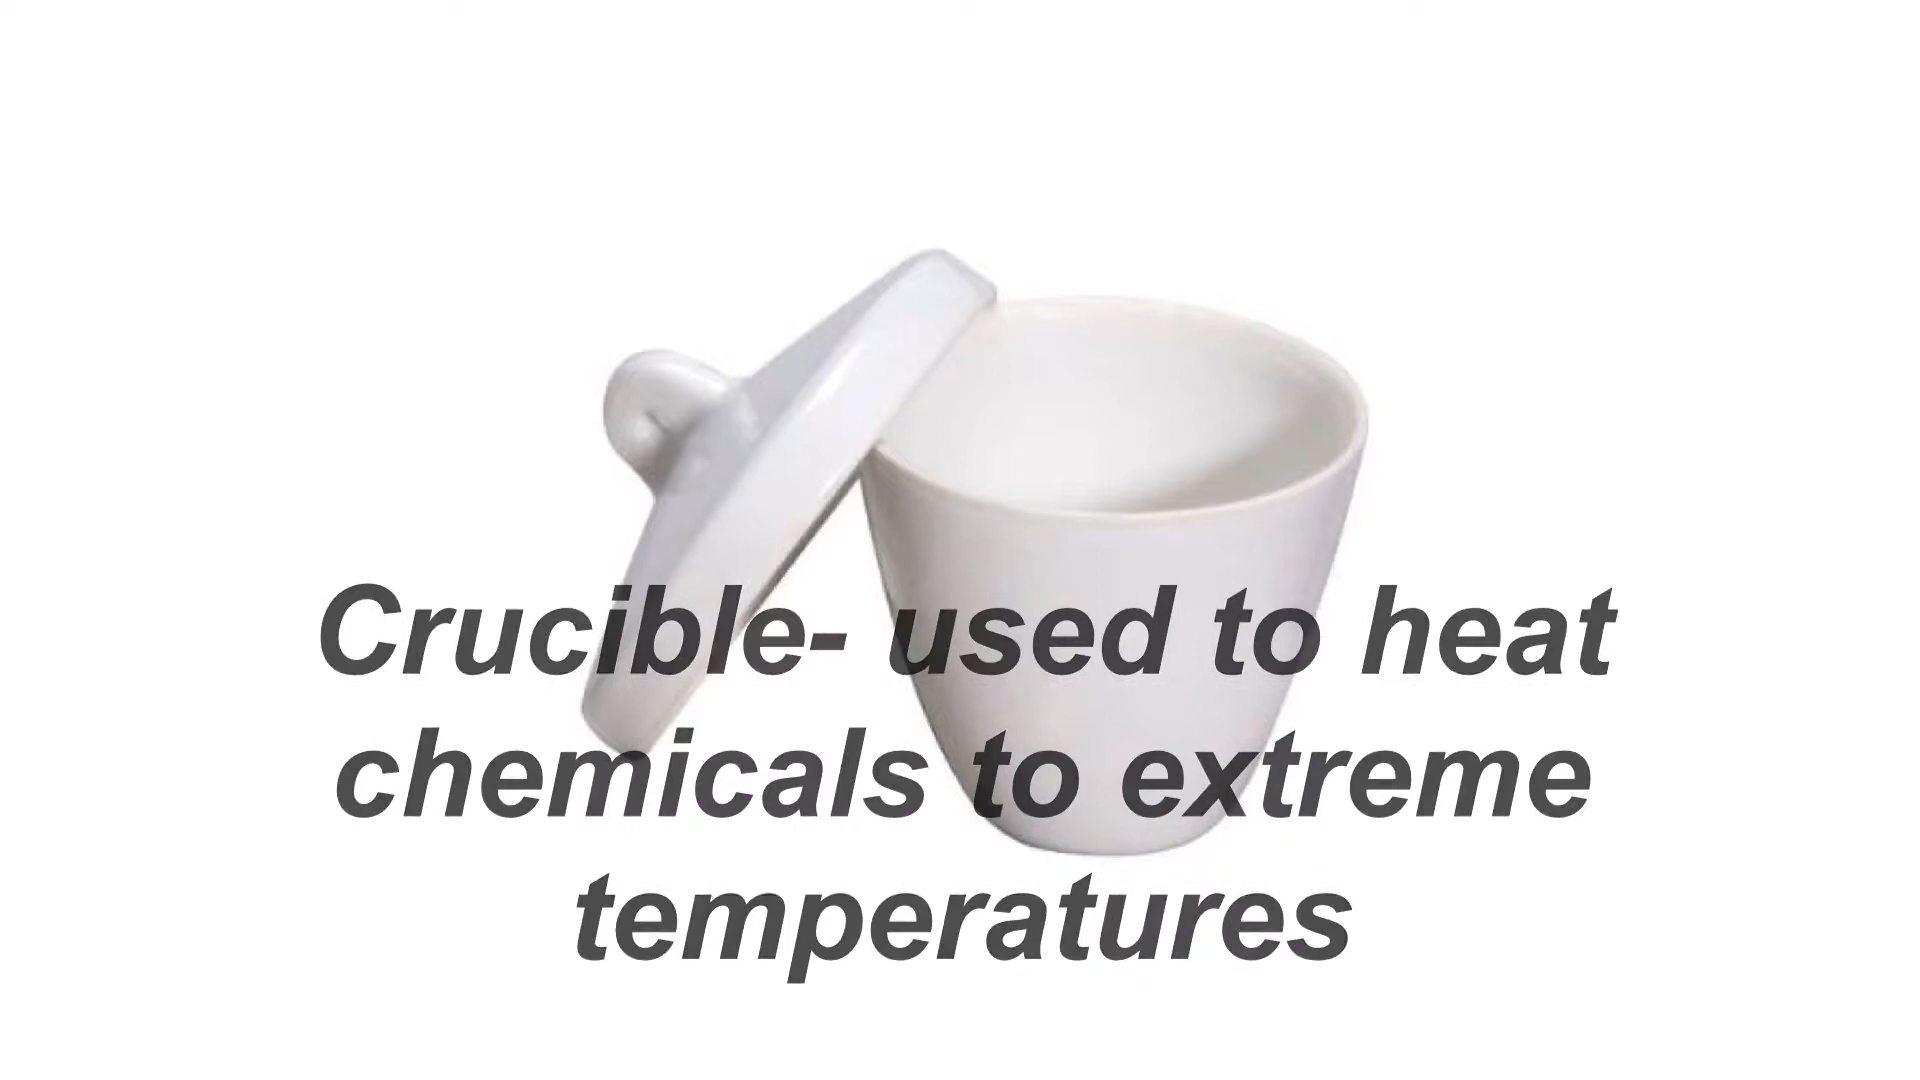 Crucible- used to heat
chemicals to extreme
temperatures